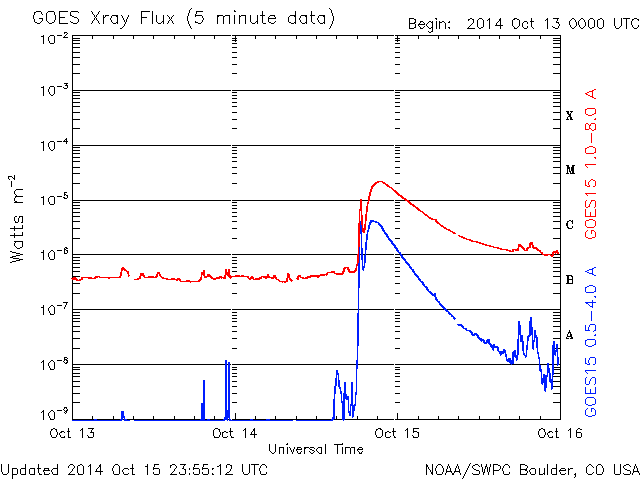 GOES Xray Flux (5 minute data)
Begin: 2014 Oct 13 0000 UTC
10⁻²
10⁻³
10⁻⁴
10⁻⁵
10⁻⁶
10⁻⁷
10⁻⁸
10⁻⁹
Watts m⁻²
X
M
C
B
A
GOES15 1.0–8.0 A
GOES15 0.5–4.0 A
Oct 13
Oct 14
Oct 15
Oct 16
Universal Time
Updated 2014 Oct 15 23:55:12 UTC
NOAA/SWPC Boulder, CO USA